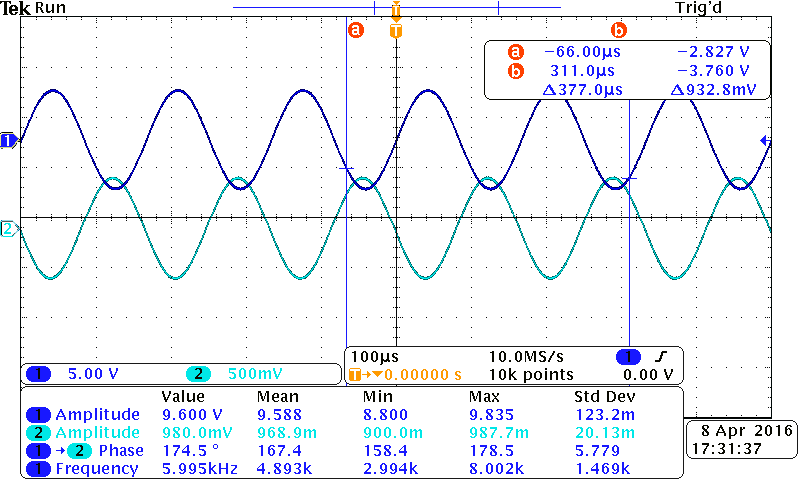 Tek Run Trig'd
T
a T b
a −66.00µs −2.827 V
b 311.0µs −3.760 V
Δ377.0µs Δ932.8mV
1
2
1 5.00 V 2 500mV
100µs 10.0MS/s 1
T→▼0.00000 s 10k points 0.00 V
Value Mean Min Max Std Dev
1 Amplitude 9.600 V 9.588 8.800 9.835 123.2m
2 Amplitude 980.0mV 968.9m 900.0m 987.7m 20.13m
1 → 2 Phase 174.5 ° 167.4 158.4 178.5 5.779
1 Frequency 5.995kHz 4.893k 2.994k 8.002k 1.469k
8 Apr 2016
17:31:37